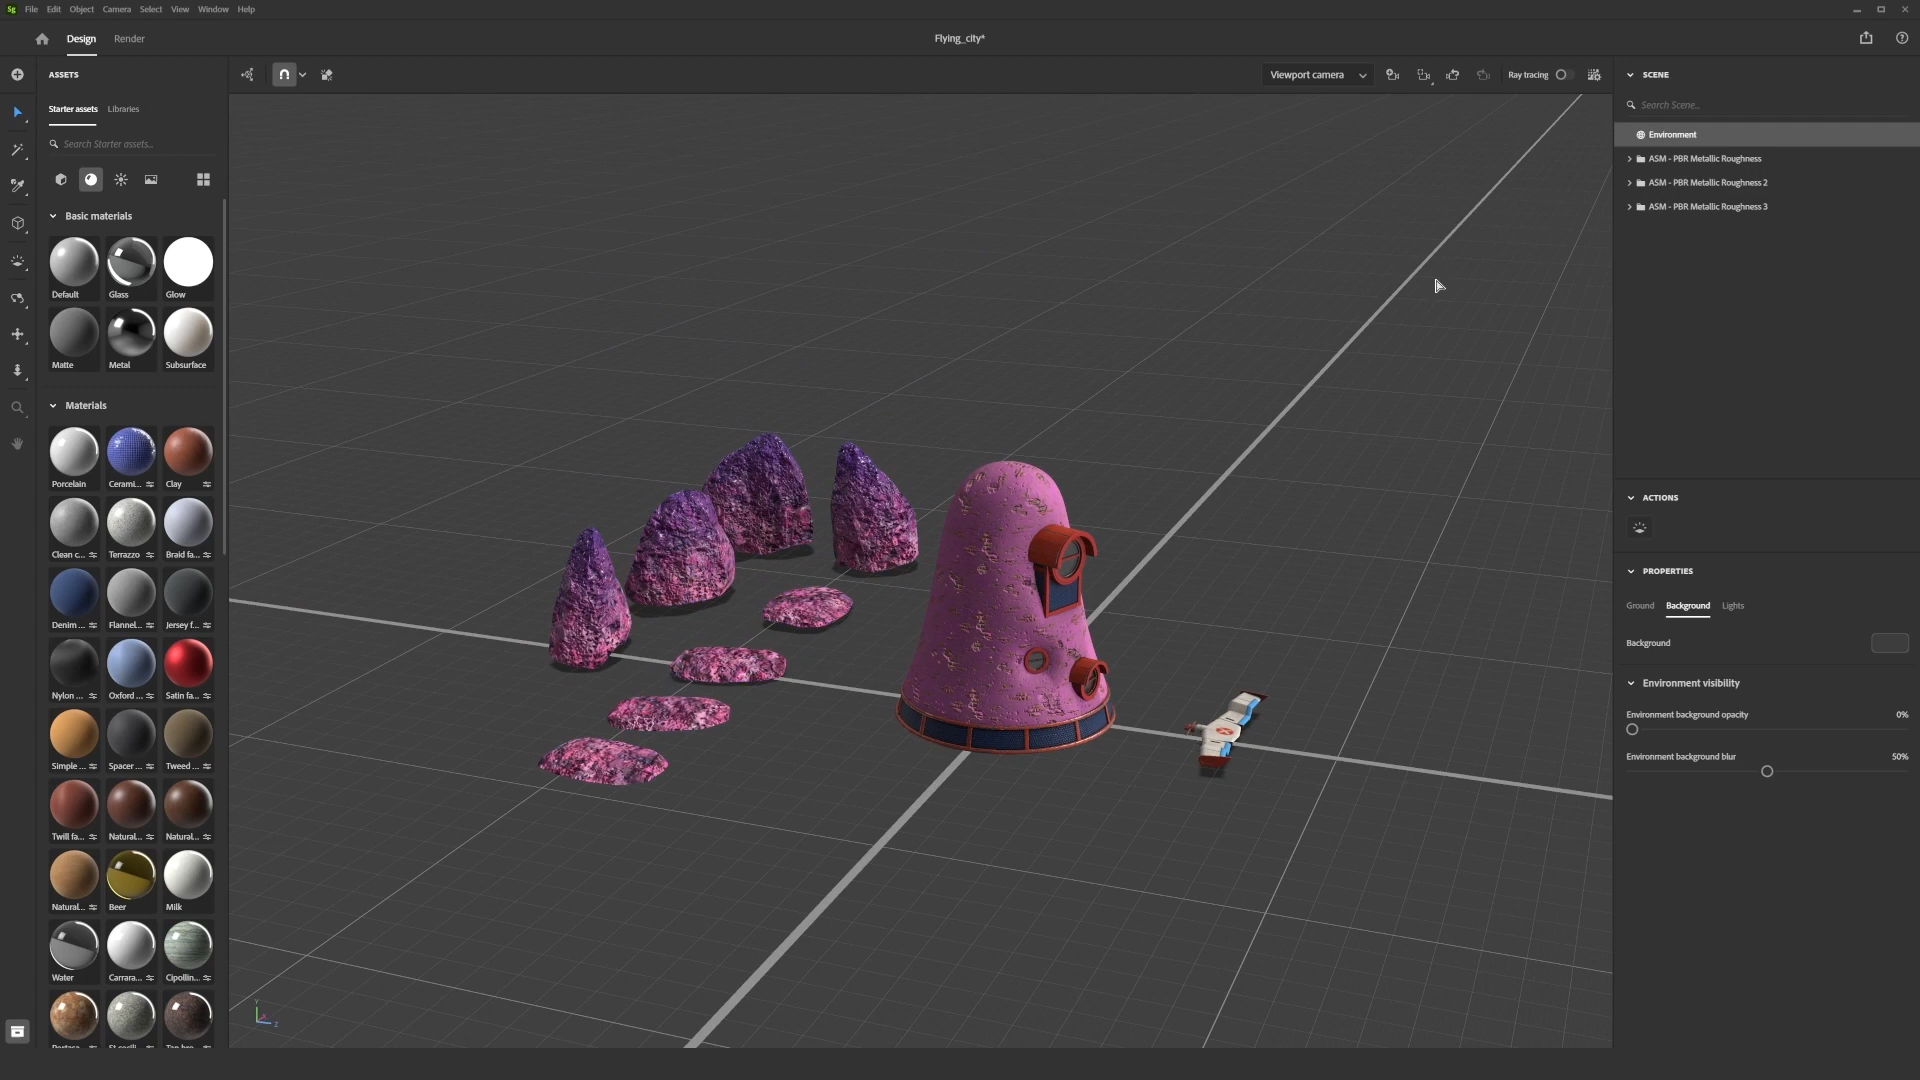 Sg File Edit Object Camera Select View Window Help
Design Render
Flying_city*
ASSETS
Starter assets Libraries
Search Starter assets...
Basic materials
Default Glass Glow
Matte Metal Subsurface
Materials
Porcelain Cerami... Clay
Clean c... Terrazzo Braid fa...
Denim ... Flannel... Jersey f...
Nylon ... Oxford ... Satin fa...
Simple ... Spacer ... Tweed ...
Twill fa... Natural... Natural...
Natural... Beer Milk
Water Carrara... Cipollin...
Viewport camera
Ray tracing
Y
Z
SCENE
Search Scene...
Environment
ASM - PBR Metallic Roughness
ASM - PBR Metallic Roughness 2
ASM - PBR Metallic Roughness 3
ACTIONS
PROPERTIES
Ground Background Lights
Background
Environment visibility
Environment background opacity 0%
Environment background blur 50%